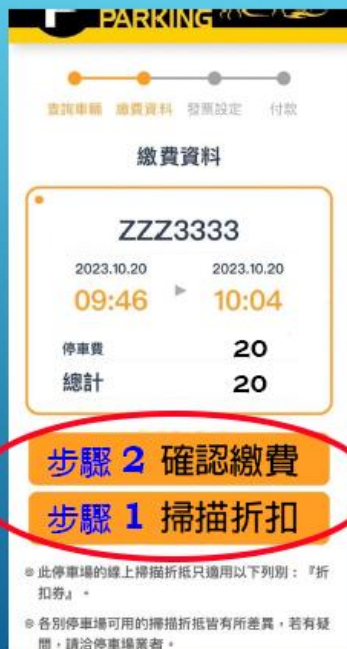 PARKING
查詢車輛 繳費資料 發票設定 付款
繳費資料
ZZZ3333
2023.10.20 2023.10.20
09:46 10:04
停車費 20
總計 20
步驟 2 確認繳費
步驟 1 掃描折扣
◎ 此停車場的線上掃描折抵只適用以下列別：『折
扣券』。
◎ 各別停車場可用的掃描折抵皆有所差異，若有疑
問，請洽停車場業者。